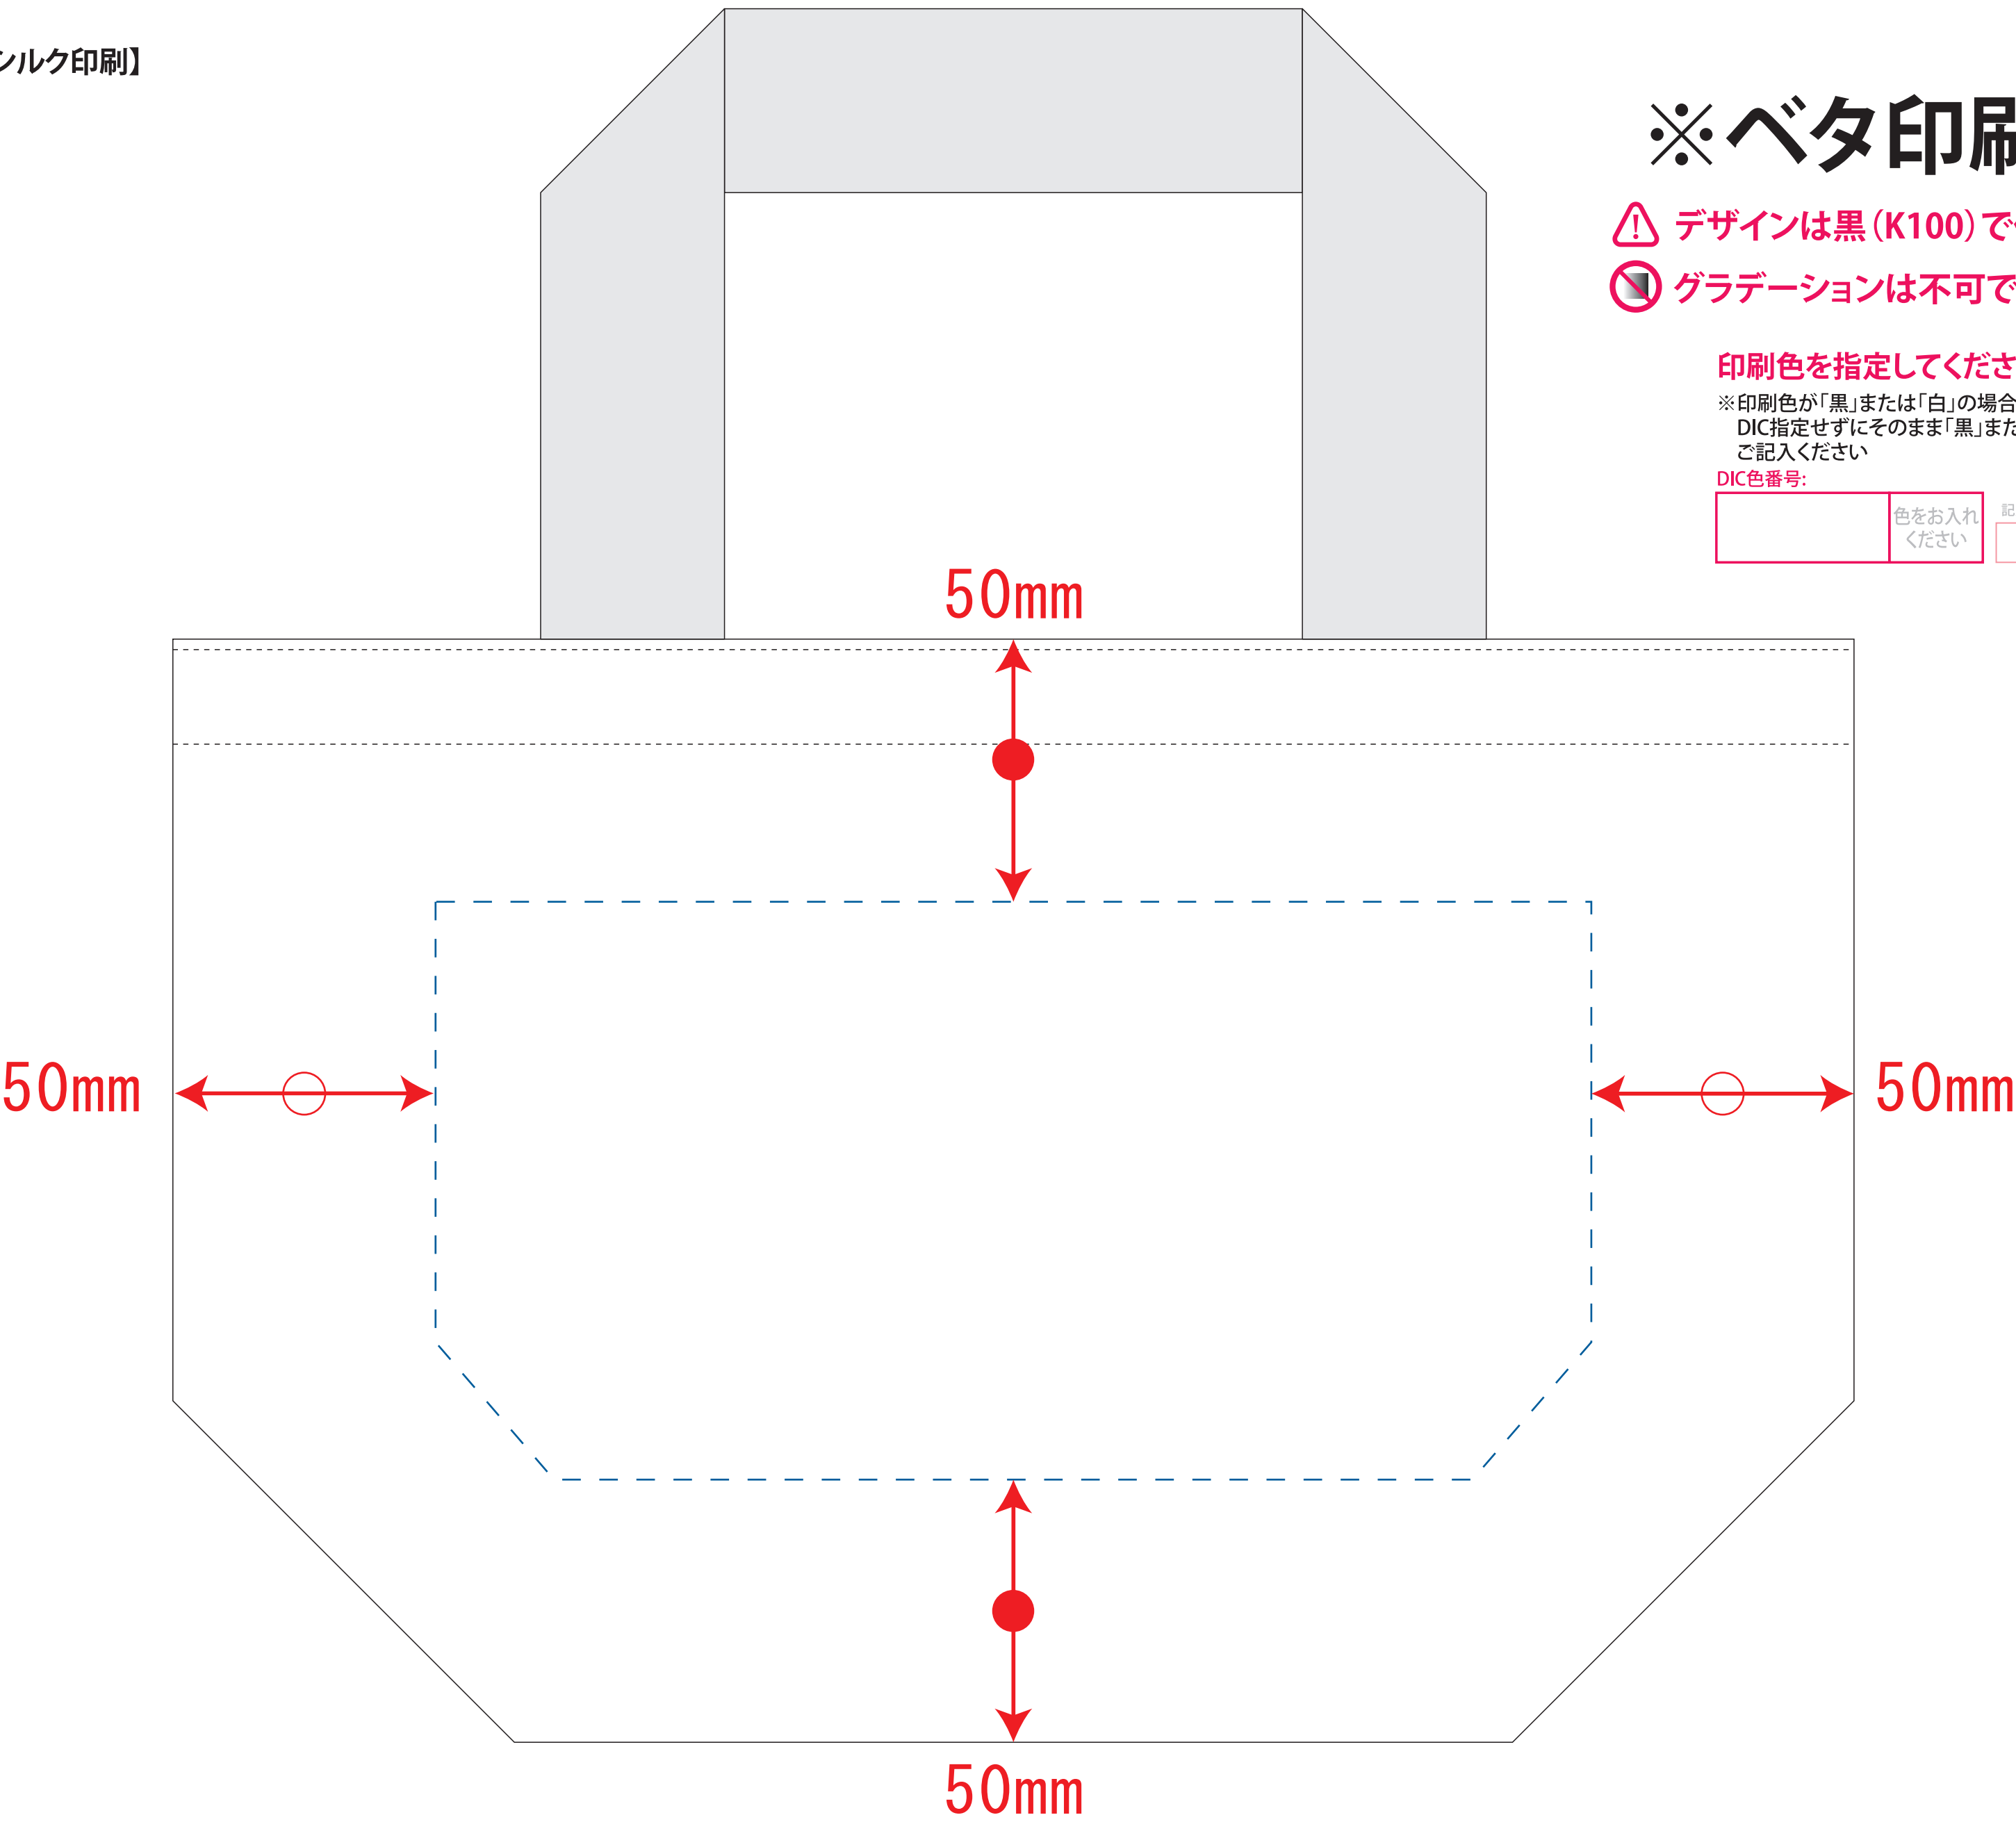 シルク印刷】
※ベタ印刷
デザインは黒（K100）で
グラデーションは不可で
印刷色を指定してくださ
※印刷色が「黒」または「白」の場合
DIC指定せずにそのまま「黒」また
ご記入ください
DIC色番号:
色をお入れ
ください
記
50mm
50mm
50mm
50mm